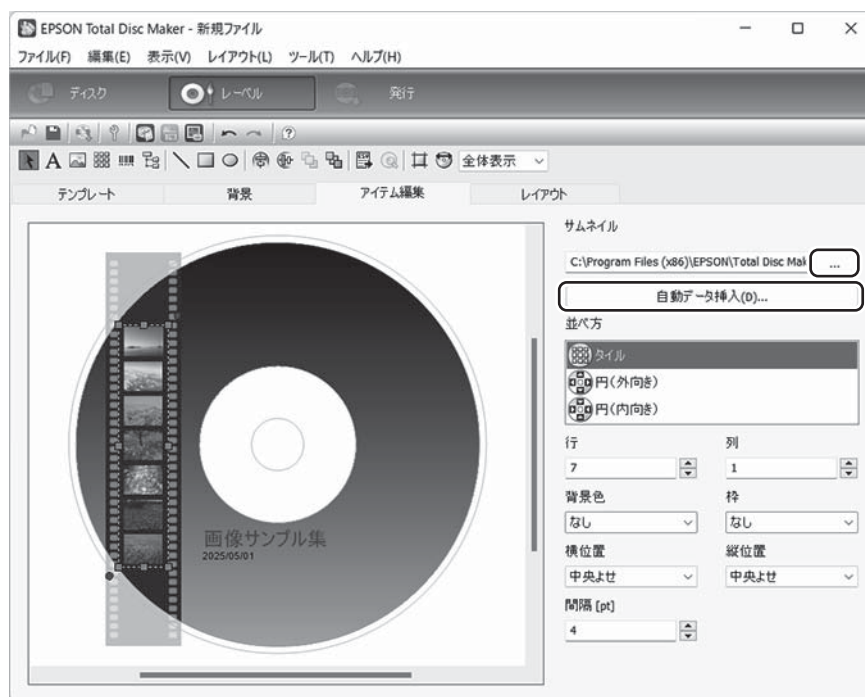 EPSON Total Disc Maker - 新規ファイル
ファイル(F) 編集(E) 表示(V) レイアウト(L) ツール(T) ヘルプ(H)
ディスク レーベル 発行
全体表示
テンプレート 背景 アイテム編集 レイアウト
サムネイル
C:\Program Files (x86)\EPSON\Total Disc Mak ...
自動データ挿入(D)...
並べ方
タイル
円(外向き)
円(内向き)
行 列
7 1
背景色 枠
なし なし
横位置 縦位置
中央よせ 中央よせ
間隔 [pt]
4
画像サンプル集
2025/05/01